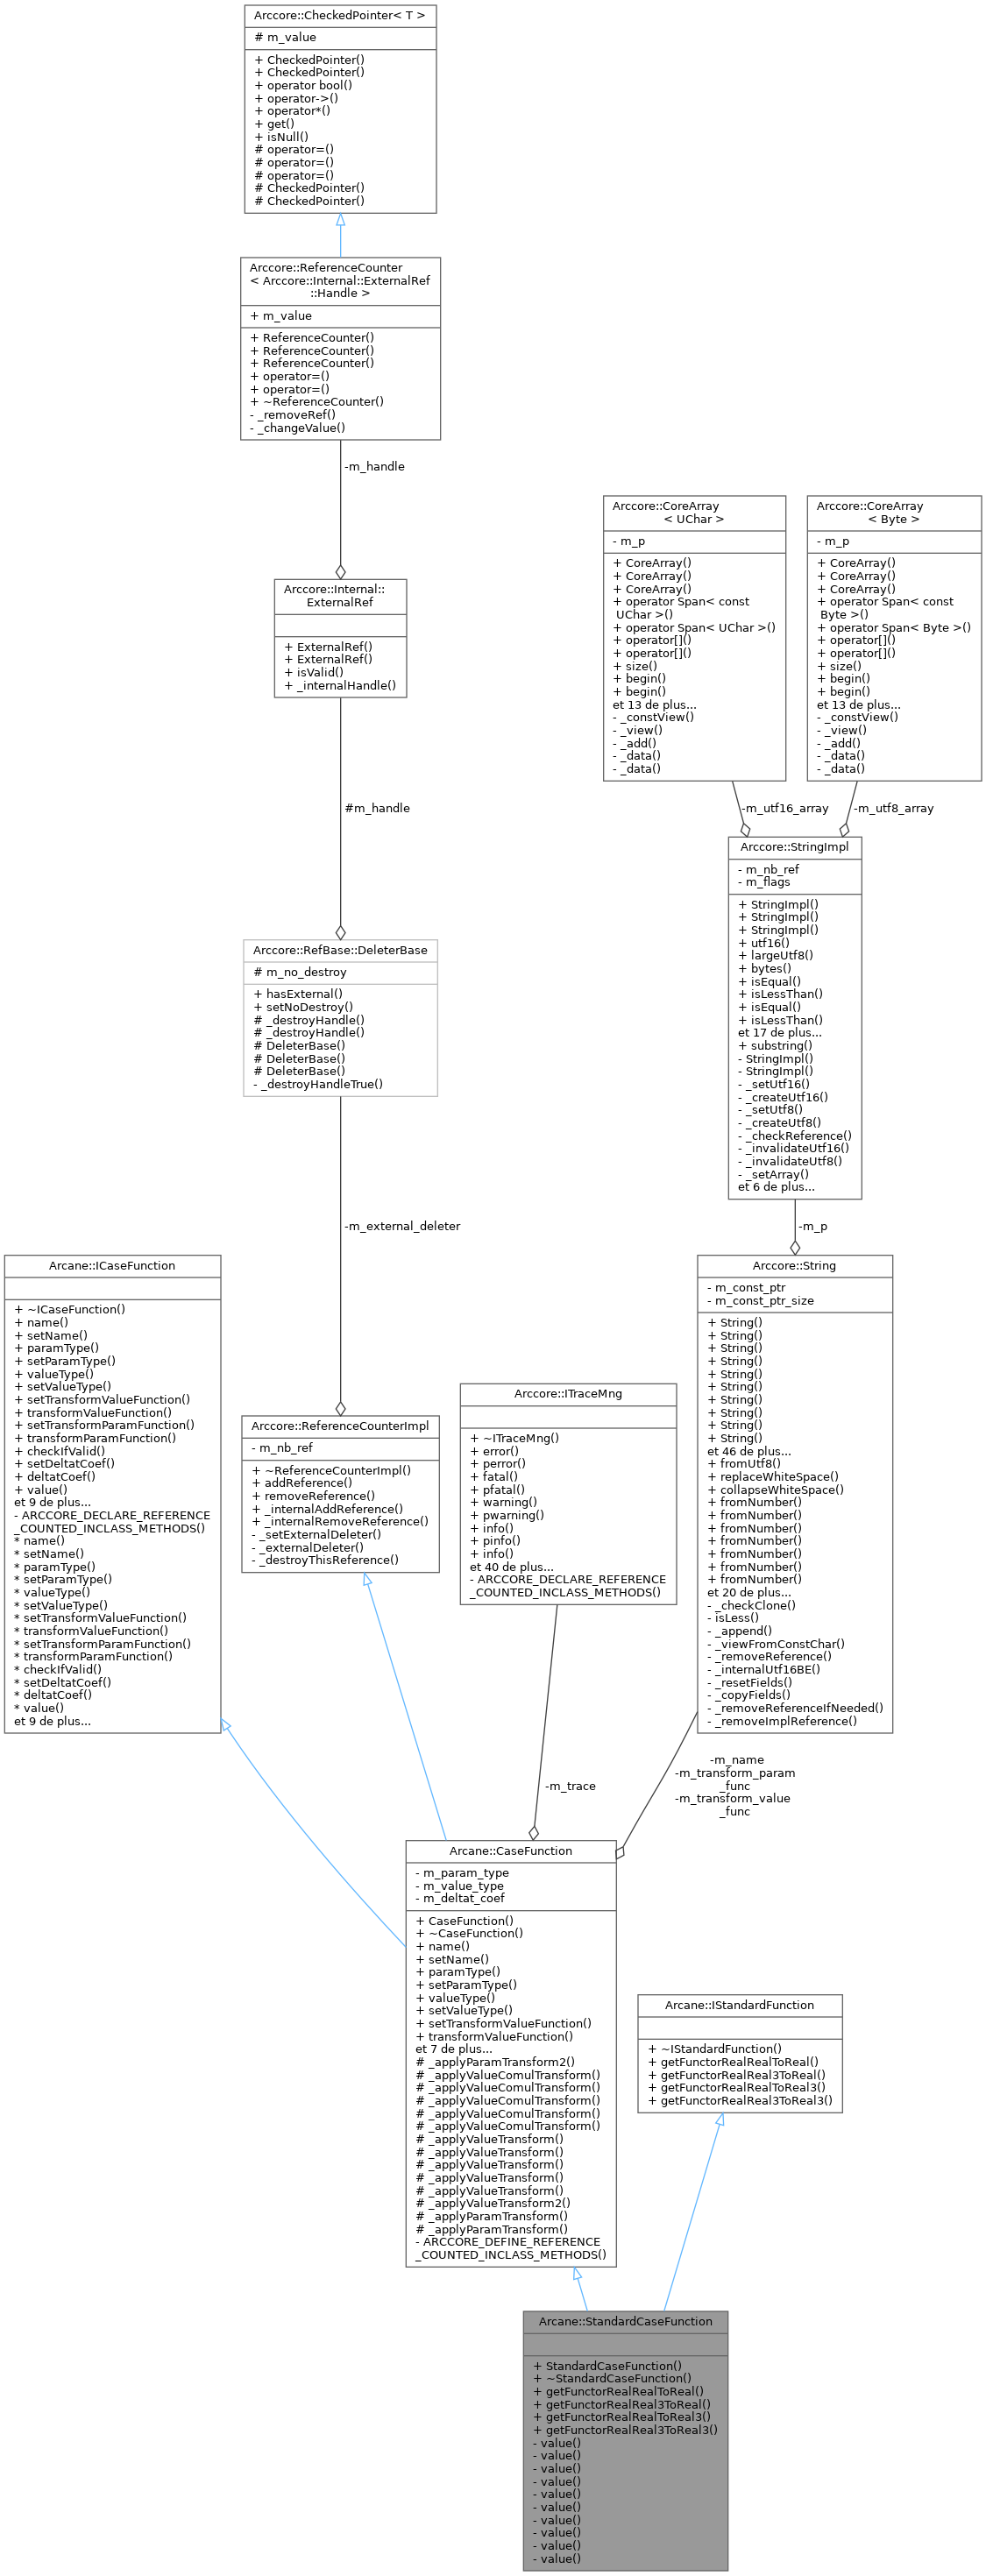 Arccore::CheckedPointer< T >
# m_value
+ CheckedPointer()
+ CheckedPointer()
+ operator bool()
+ operator->()
+ operator*()
+ get()
+ isNull()
# operator=()
# operator=()
# operator=()
# CheckedPointer()
# CheckedPointer()
Arccore::ReferenceCounter
< Arccore::Internal::ExternalRef
::Handle >
+ m_value
+ ReferenceCounter()
+ ReferenceCounter()
+ ReferenceCounter()
+ operator=()
+ operator=()
+ ~ReferenceCounter()
- _removeRef()
- _changeValue()
-m_handle
Arccore::Internal::
ExternalRef
+ ExternalRef()
+ ExternalRef()
+ isValid()
+ _internalHandle()
#m_handle
Arccore::RefBase::DeleterBase
# m_no_destroy
+ hasExternal()
+ setNoDestroy()
# _destroyHandle()
# _destroyHandle()
# DeleterBase()
# DeleterBase()
# DeleterBase()
- _destroyHandleTrue()
-m_external_deleter
Arccore::CoreArray
< UChar >
- m_p
+ CoreArray()
+ CoreArray()
+ CoreArray()
+ operator Span< const
UChar >()
+ operator Span< UChar >()
+ operator[]()
+ operator[]()
+ size()
+ begin()
+ begin()
et 13 de plus...
- _constView()
- _view()
- _add()
- _data()
- _data()
-m_utf16_array
Arccore::CoreArray
< Byte >
- m_p
+ CoreArray()
+ CoreArray()
+ CoreArray()
+ operator Span< const
Byte >()
+ operator Span< Byte >()
+ operator[]()
+ operator[]()
+ size()
+ begin()
+ begin()
et 13 de plus...
- _constView()
- _view()
- _add()
- _data()
- _data()
-m_utf8_array
Arccore::StringImpl
- m_nb_ref
- m_flags
+ StringImpl()
+ StringImpl()
+ StringImpl()
+ utf16()
+ largeUtf8()
+ bytes()
+ isEqual()
+ isLessThan()
+ isEqual()
+ isLessThan()
et 17 de plus...
+ substring()
- StringImpl()
- StringImpl()
- _setUtf16()
- _createUtf16()
- _setUtf8()
- _createUtf8()
- _checkReference()
- _invalidateUtf16()
- _invalidateUtf8()
- _setArray()
et 6 de plus...
-m_p
Arcane::ICaseFunction
+ ~ICaseFunction()
+ name()
+ setName()
+ paramType()
+ setParamType()
+ valueType()
+ setValueType()
+ setTransformValueFunction()
+ transformValueFunction()
+ setTransformParamFunction()
+ transformParamFunction()
+ checkIfValid()
+ setDeltatCoef()
+ deltatCoef()
+ value()
et 9 de plus...
- ARCCORE_DECLARE_REFERENCE
_COUNTED_INCLASS_METHODS()
* name()
* setName()
* paramType()
* setParamType()
* valueType()
* setValueType()
* setTransformValueFunction()
* transformValueFunction()
* setTransformParamFunction()
* transformParamFunction()
* checkIfValid()
* setDeltatCoef()
* deltatCoef()
* value()
et 9 de plus...
Arccore::ReferenceCounterImpl
- m_nb_ref
+ ~ReferenceCounterImpl()
+ addReference()
+ removeReference()
+ _internalAddReference()
+ _internalRemoveReference()
- _setExternalDeleter()
- _externalDeleter()
- _destroyThisReference()
Arccore::ITraceMng
+ ~ITraceMng()
+ error()
+ perror()
+ fatal()
+ pfatal()
+ warning()
+ pwarning()
+ info()
+ pinfo()
+ info()
et 40 de plus...
- ARCCORE_DECLARE_REFERENCE
_COUNTED_INCLASS_METHODS()
-m_trace
Arccore::String
- m_const_ptr
- m_const_ptr_size
+ String()
+ String()
+ String()
+ String()
+ String()
+ String()
+ String()
+ String()
+ String()
+ String()
et 46 de plus...
+ fromUtf8()
+ replaceWhiteSpace()
+ collapseWhiteSpace()
+ fromNumber()
+ fromNumber()
+ fromNumber()
+ fromNumber()
+ fromNumber()
+ fromNumber()
+ fromNumber()
et 20 de plus...
- _checkClone()
- isLess()
- _append()
- _viewFromConstChar()
- _removeReference()
- _internalUtf16BE()
- _resetFields()
- _copyFields()
- _removeReferenceIfNeeded()
- _removeImplReference()
-m_name
-m_transform_param
_func
-m_transform_value
_func
Arcane::CaseFunction
- m_param_type
- m_value_type
- m_deltat_coef
+ CaseFunction()
+ ~CaseFunction()
+ name()
+ setName()
+ paramType()
+ setParamType()
+ valueType()
+ setValueType()
+ setTransformValueFunction()
+ transformValueFunction()
et 7 de plus...
# _applyParamTransform2()
# _applyValueComulTransform()
# _applyValueComulTransform()
# _applyValueComulTransform()
# _applyValueComulTransform()
# _applyValueComulTransform()
# _applyValueTransform()
# _applyValueTransform()
# _applyValueTransform()
# _applyValueTransform()
# _applyValueTransform()
# _applyValueTransform2()
# _applyParamTransform()
# _applyParamTransform()
- ARCCORE_DEFINE_REFERENCE
_COUNTED_INCLASS_METHODS()
Arcane::IStandardFunction
+ ~IStandardFunction()
+ getFunctorRealRealToReal()
+ getFunctorRealReal3ToReal()
+ getFunctorRealRealToReal3()
+ getFunctorRealReal3ToReal3()
Arcane::StandardCaseFunction
+ StandardCaseFunction()
+ ~StandardCaseFunction()
+ getFunctorRealRealToReal()
+ getFunctorRealReal3ToReal()
+ getFunctorRealRealToReal3()
+ getFunctorRealReal3ToReal3()
- value()
- value()
- value()
- value()
- value()
- value()
- value()
- value()
- value()
- value()